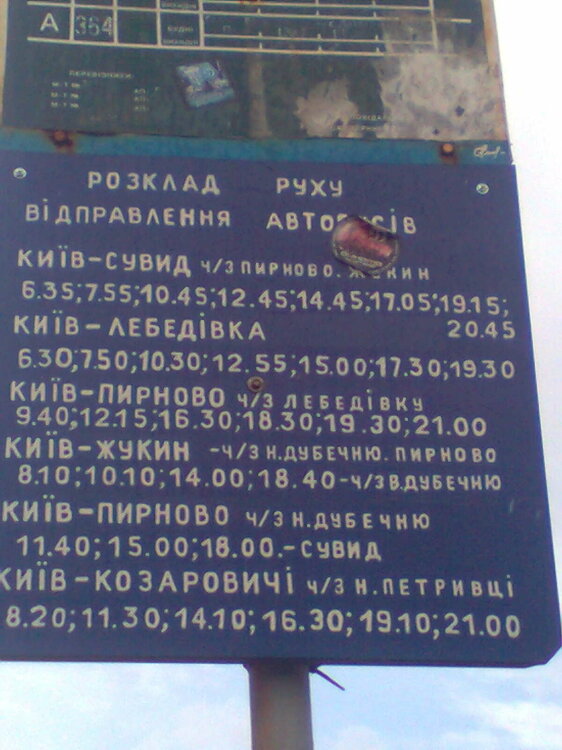 А 364
ПЕРЕВІЗНИКИ:
РОЗКЛАД РУХУ
ВІДПРАВЛЕННЯ АВТОБУСІВ
КИЇВ-СУВИД Ч/З ПИРНОВО. ЖУКИН
6.35;7.55;10.45;12.45;14.45;17.05;19.15;
20.45
КИЇВ-ЛЕБЕДІВКА
6.30;7.50;10.30;12.55;15.00;17.30;19.30
КИЇВ-ПИРНОВО Ч/З ЛЕБЕДІВКУ
9.40;12.15;16.30;18.30;19.30;21.00
КИЇВ-ЖУКИН -Ч/З Н.ДУБЕЧНЮ. ПИРНОВО
8.10;10.10;14.00;18.40-Ч/З В.ДУБЕЧНЮ
КИЇВ-ПИРНОВО Ч/З Н.ДУБЕЧНЮ
11.40;15.00;18.00.-СУВИД
КИЇВ-КОЗАРОВИЧІ Ч/З Н.ПЕТРИВЦІ
8.20;11.30;14.10;16.30;19.10;21.00